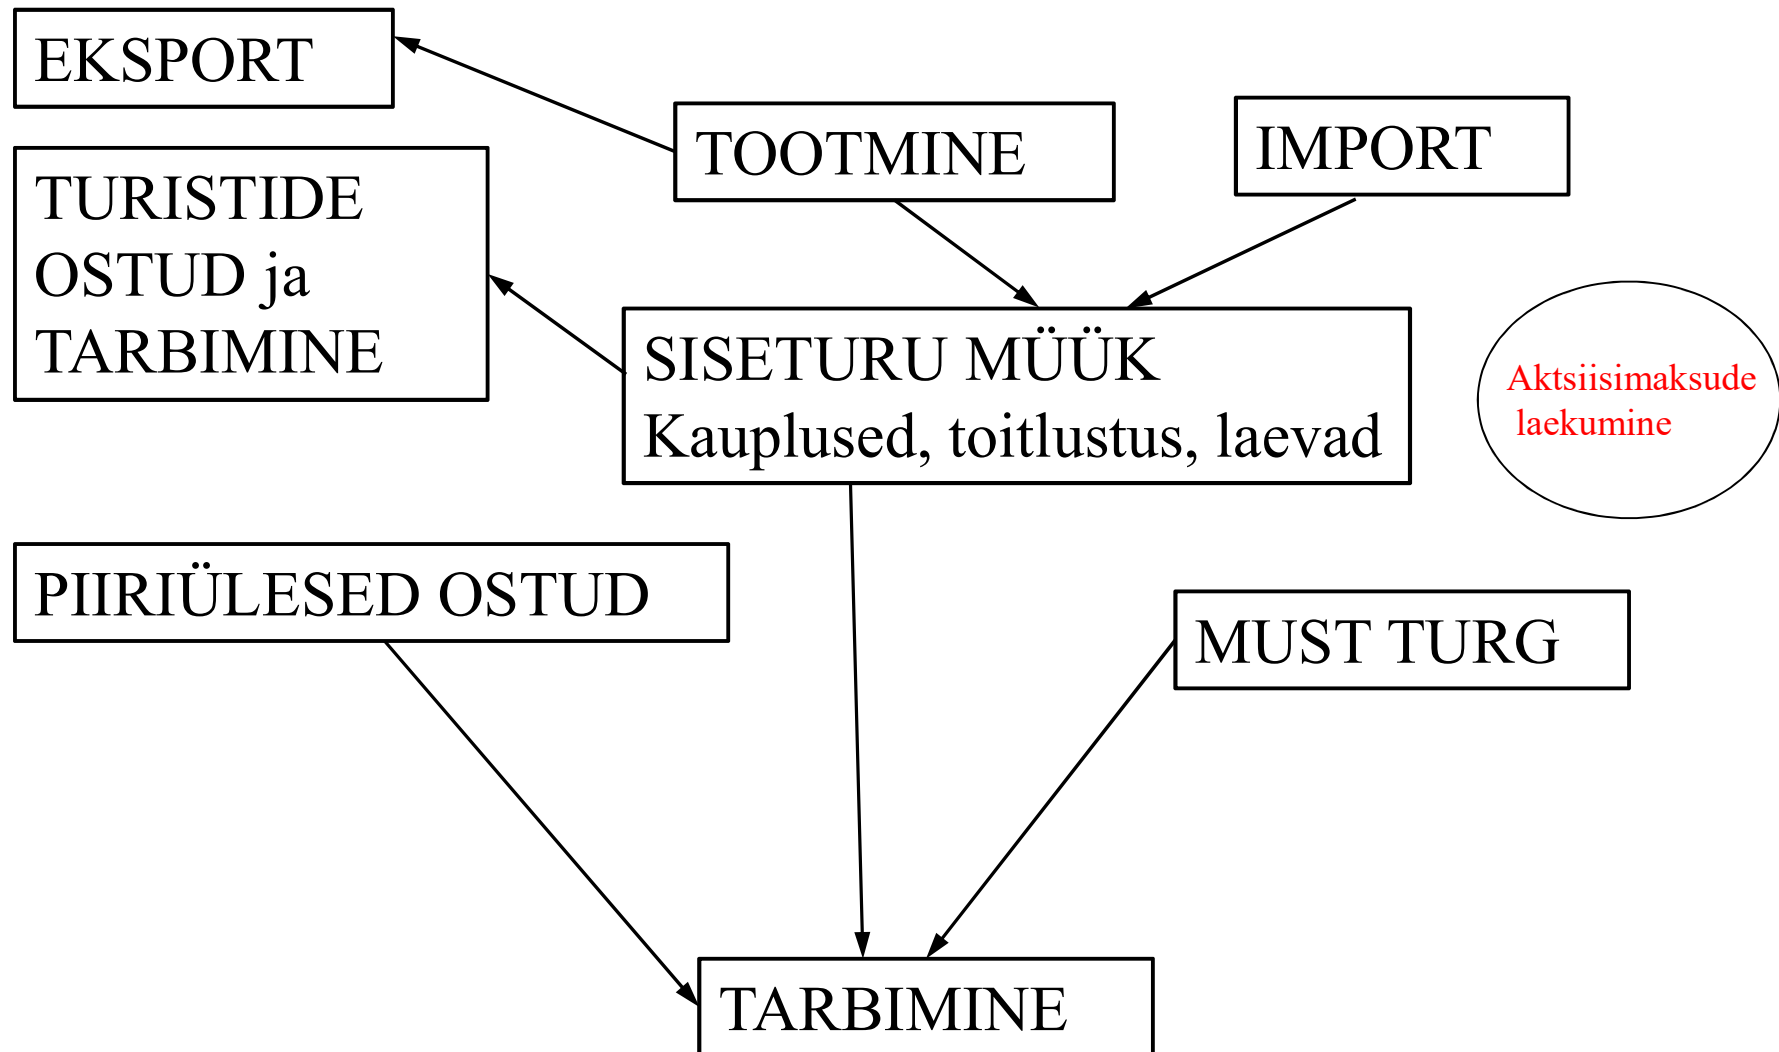 EKSPORT
TOOTMINE
IMPORT
TURISTIDE
OSTUD ja
TARBIMINE
SISETURU MÜÜK
Kauplused, toitlustus, laevad
Aktsiisimaksude
laekumine
PIIRIÜLESED OSTUD
MUST TURG
TARBIMINE